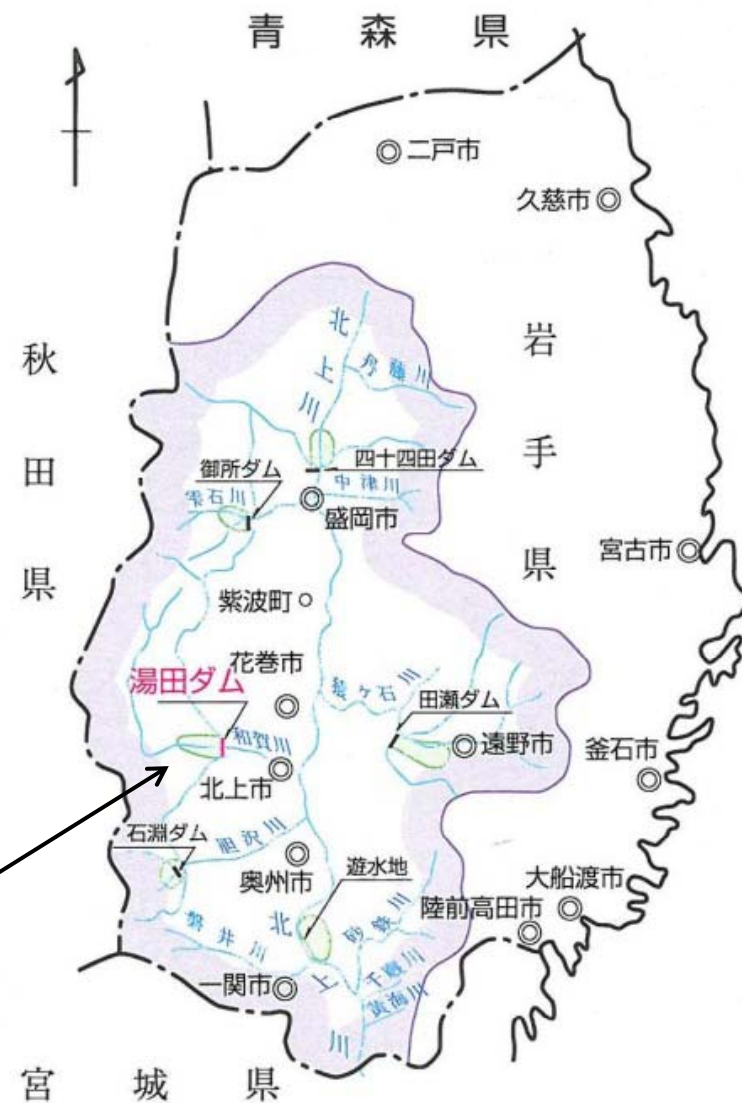 青森県
二戸市
久慈市
岩手県
秋田県
北上川
丹藤川
四十四田ダム
御所ダム
中津川
雫石川
盛岡市
宮古市
紫波町
花巻市
猿ヶ石川
湯田ダム
田瀬ダム
和賀川
遠野市
釜石市
北上市
石淵ダム
胆沢川
奥州市
遊水地
大船渡市
陸前高田市
砂鉄川
磐井川
北上川
千厩川
一関市
黄海川
宮城県